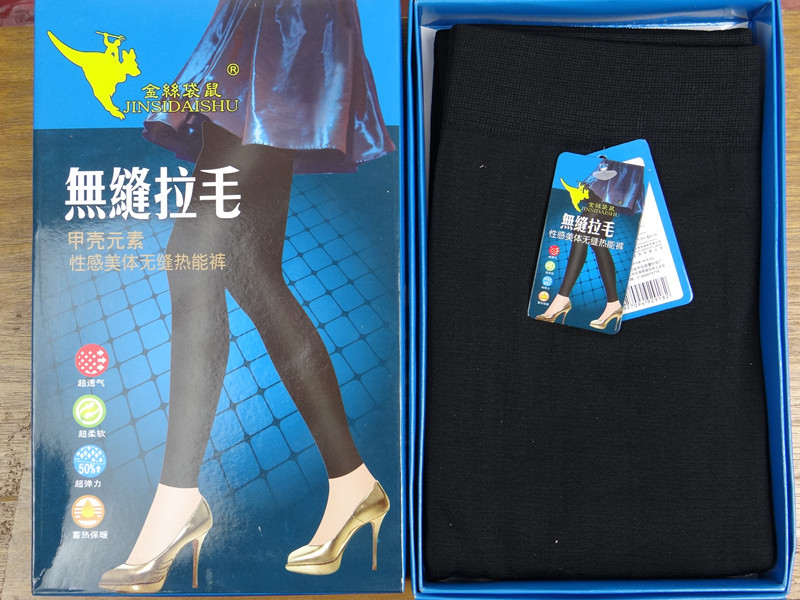 金絲袋鼠
®
JINSIDAISHU
無縫拉毛
甲壳元素
性感美体无缝热能裤
超透气
超柔软
50%
超弹力
蓄热保暖
金絲袋鼠
JINSIDAISHU
無縫拉毛
性感美体无缝热能裤